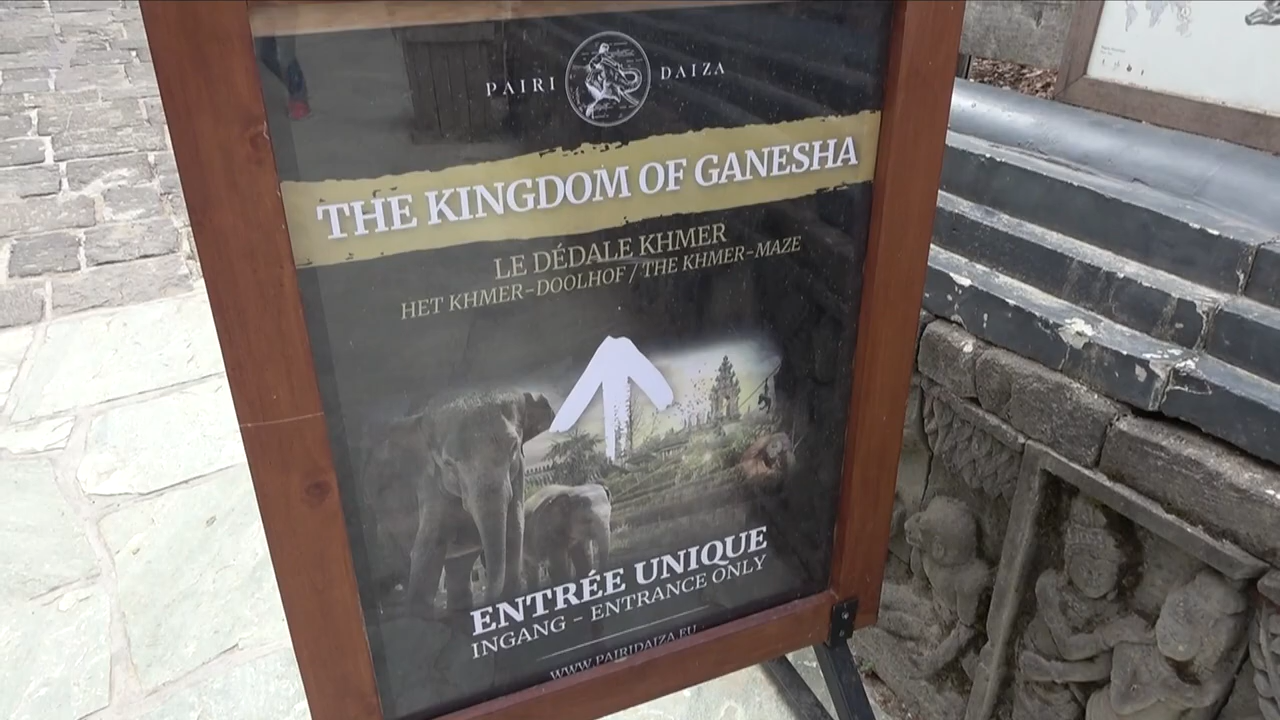 PAIRI DAIZA
THE KINGDOM OF GANESHA
LE DÉDALE KHMER
HET KHMER-DOOLHOF / THE KHMER-MAZE
ENTRÉE UNIQUE
INGANG - ENTRANCE ONLY
WWW.PAIRIDAIZA.EU